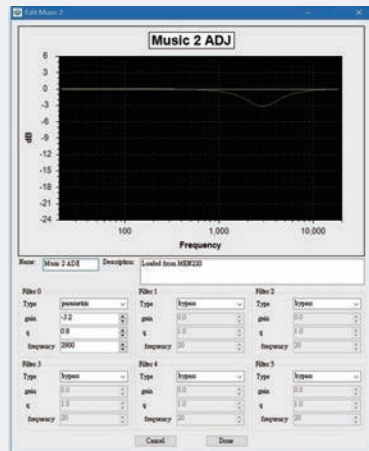 Edit Music 2
Music 2 ADJ
6
3
0
-3
-6
-9
-12
-15
-18
-21
-24
dB
100 1,000 10,000
Frequency
Name: Music 2 ADJ Description: Loaded from MEN220
Filter 0 Filter 1 Filter 2
Type parametric Type bypass Type bypass
gain -3.2 gain 0.0 gain 0.0
q 0.8 q 1.0 q 1.0
frequency 2900 frequency 20 frequency 20
Filter 3 Filter 4 Filter 5
Type bypass Type bypass Type bypass
gain 0.0 gain 0.0 gain 0.0
q 1.0 q 1.0 q 1.0
frequency 20 frequency 20 frequency 20
Cancel Done